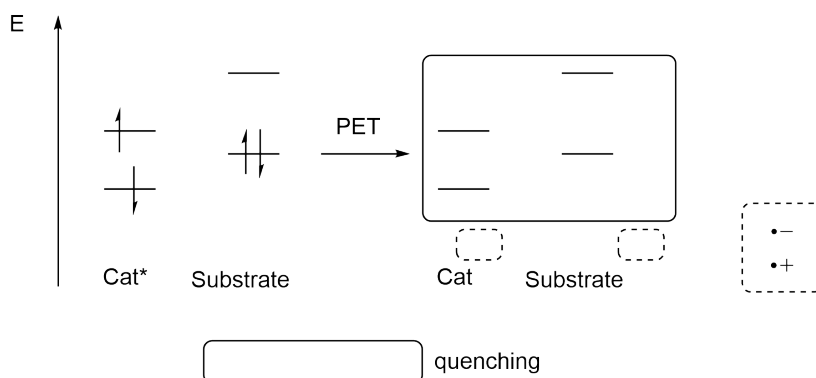 E
PET
•–
•+
Cat*
Substrate
Cat
Substrate
quenching